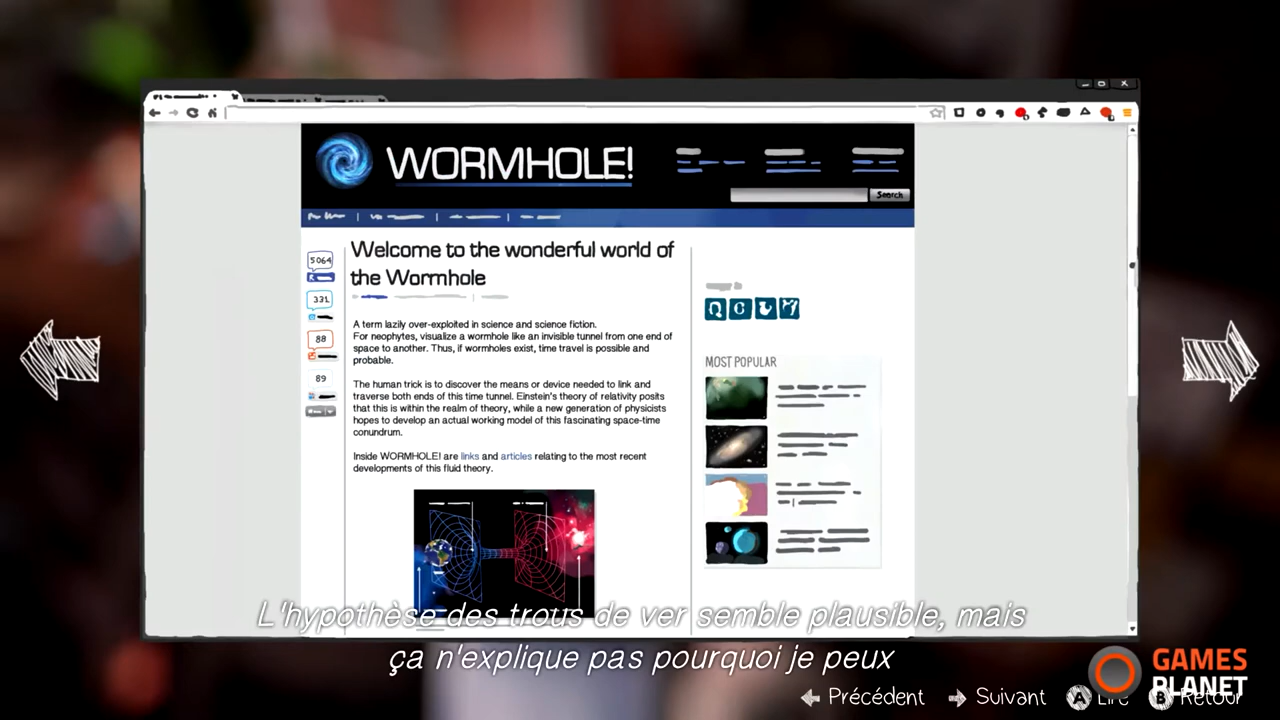 WORMHOLE!
Search
Welcome to the wonderful world of
the Wormhole
5064
331
88
89
A term lazily over-exploited in science and science fiction.
For neophytes, visualize a wormhole like an invisible tunnel from one end of
space to another. Thus, if wormholes exist, time travel is possible and
probable.
The human trick is to discover the means or device needed to link and
traverse both ends of this time tunnel. Einstein's theory of relativity posits
that this is within the realm of theory, while a new generation of physicists
hopes to develop an actual working model of this fascinating space-time
conundrum.
Inside WORMHOLE! are links and articles relating to the most recent
developments of this fluid theory.
MOST POPULAR
L'hypothèse des trous de ver semble plausible, mais
ça n'explique pas pourquoi je peux
GAMES
PLANET
Précédent Suivant A Lire B Retour